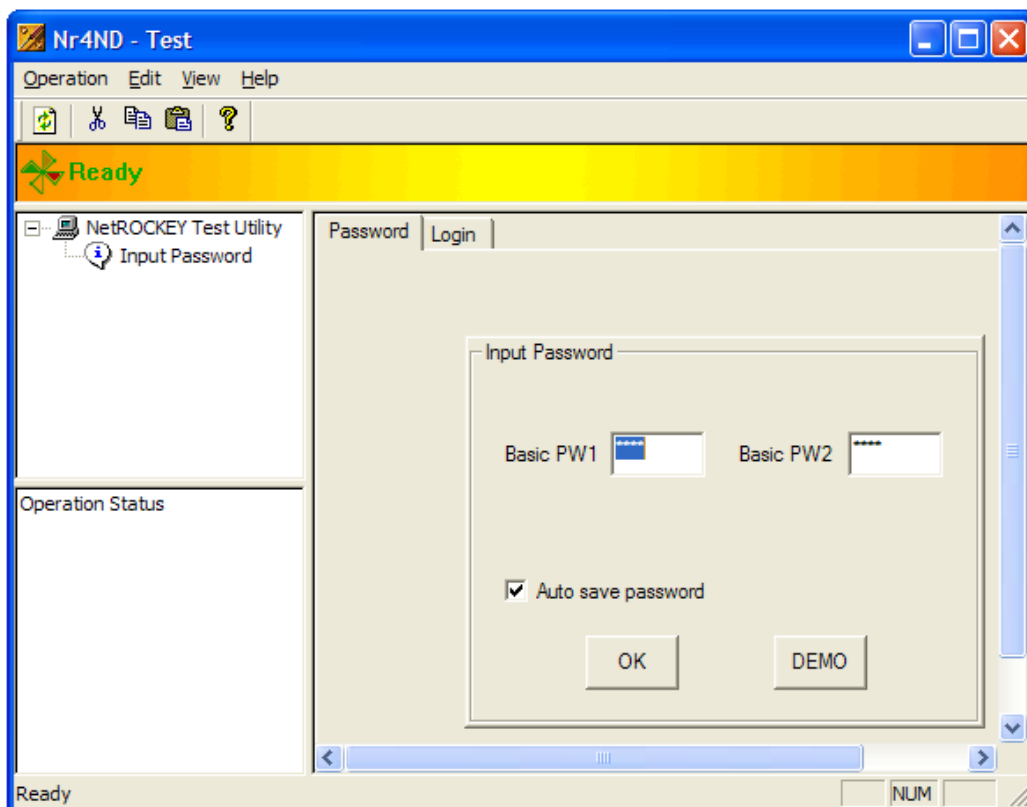 Nr4ND - Test
Operation Edit View Help
Ready
NetROCKEY Test Utility
Input Password
Operation Status
Password Login
Input Password
Basic PW1 **** Basic PW2 ****
Auto save password
OK DEMO
Ready NUM